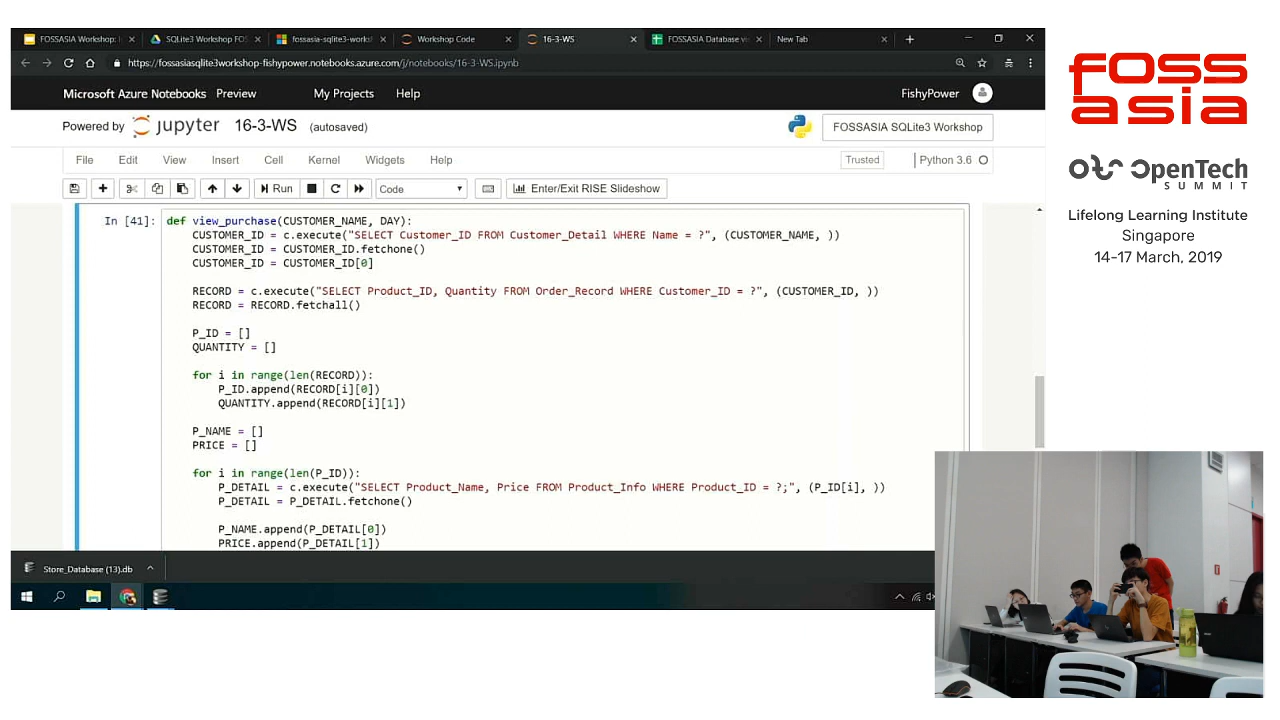 FOSSASIA Workshop: I
SQLite3 Workshop FOS
fossasia-sqlite3-works
Workshop Code
16-3-WS
FOSSASIA Database vi
New Tab
https://fossasiasqlite3workshop-fishypower.notebooks.azure.com/j/notebooks/16-3-WS.ipynb
Microsoft Azure Notebooks Preview My Projects Help FishyPower
Powered by jupyter 16-3-WS (autosaved) FOSSASIA SQLite3 Workshop
File Edit View Insert Cell Kernel Widgets Help Trusted Python 3.6
Run Code Enter/Exit RISE Slideshow
In [41]: def view_purchase(CUSTOMER_NAME, DAY):
CUSTOMER_ID = c.execute("SELECT Customer_ID FROM Customer_Detail WHERE Name = ?", (CUSTOMER_NAME, ))
CUSTOMER_ID = CUSTOMER_ID.fetchone()
CUSTOMER_ID = CUSTOMER_ID[0]
RECORD = c.execute("SELECT Product_ID, Quantity FROM Order_Record WHERE Customer_ID = ?", (CUSTOMER_ID, ))
RECORD = RECORD.fetchall()
P_ID = []
QUANTITY = []
for i in range(len(RECORD)):
P_ID.append(RECORD[i][0])
QUANTITY.append(RECORD[i][1])
P_NAME = []
PRICE = []
for i in range(len(P_ID)):
P_DETAIL = c.execute("SELECT Product_Name, Price FROM Product_Info WHERE Product_ID = ?;", (P_ID[i], ))
P_DETAIL = P_DETAIL.fetchone()
P_NAME.append(P_DETAIL[0])
PRICE.append(P_DETAIL[1])
Store_Database (13).db
FOSS
ASIA
OpenTech
SUMMIT
Lifelong Learning Institute
Singapore
14-17 March, 2019